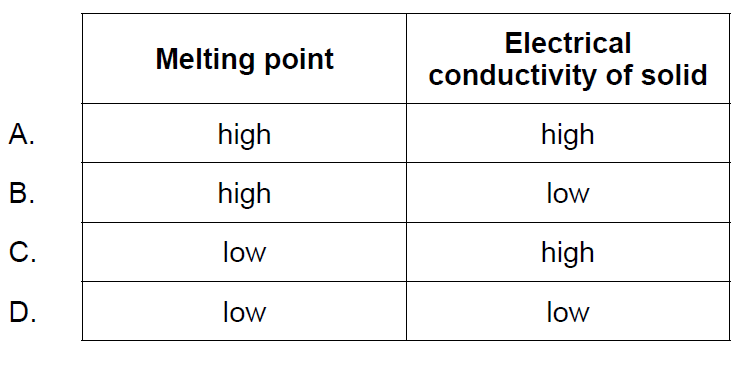 Melting point
Electrical
conductivity of solid
A. high high
B. high low
C. low high
D. low low